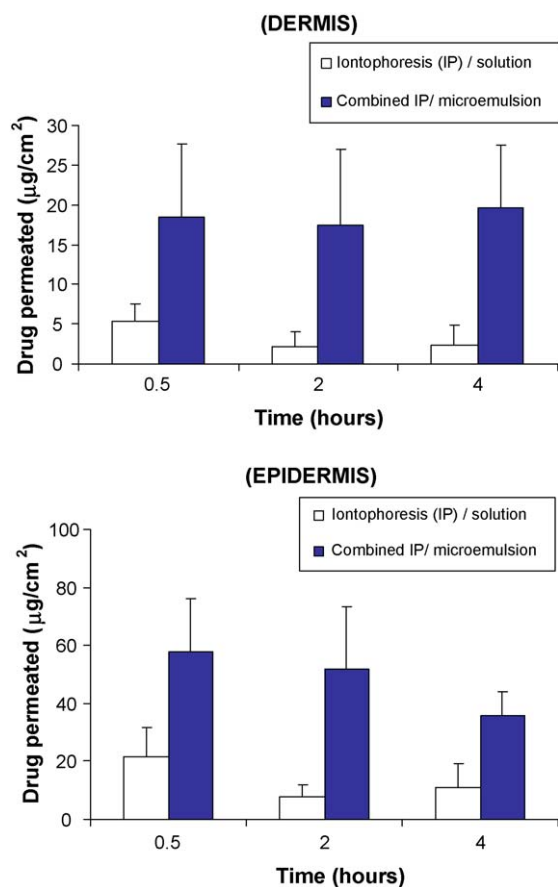 (DERMIS)
Iontophoresis (IP) / solution
Combined IP/ microemulsion
Drug permeated (µg/cm²)
30
25
20
15
10
5
0
0.5 2 4
Time (hours)
(EPIDERMIS)
Iontophoresis (IP) / solution
Combined IP/ microemulsion
Drug permeated (µg/cm²)
100
80
60
40
20
0
0.5 2 4
Time (hours)